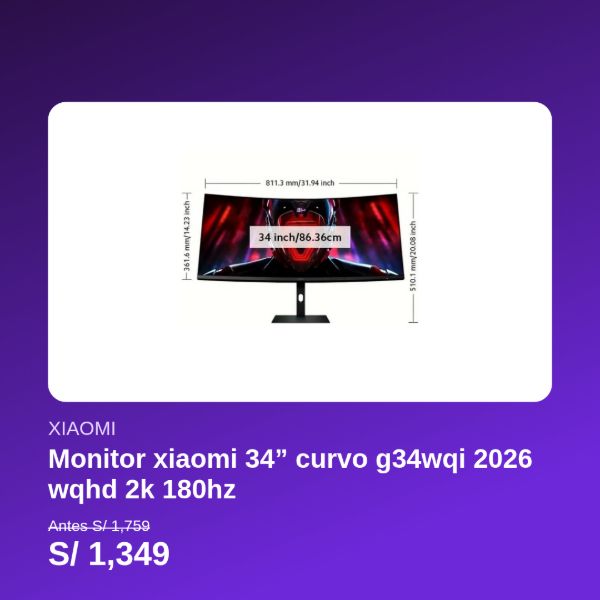 811.3 mm/31.94 inch
361.6 mm/14.23 inch
34 inch/86.36cm
510.1 mm/20.08 inch
XIAOMI
Monitor xiaomi 34” curvo g34wqi 2026
wqhd 2k 180hz
Antes S/ 1,759
S/ 1,349